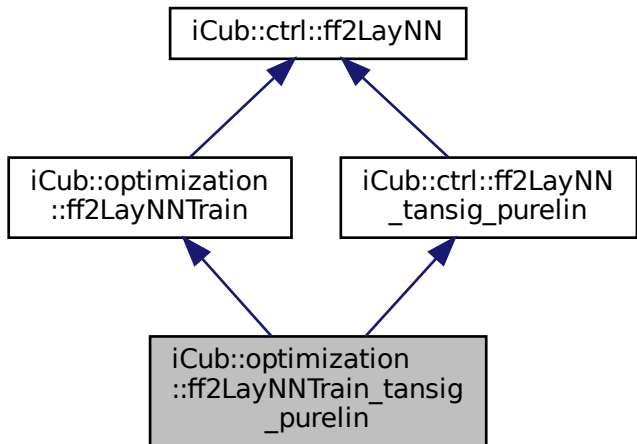 iCub::ctrl::ff2LayNN
iCub::optimization
::ff2LayNNTrain
iCub::ctrl::ff2LayNN
_tansig_purelin
iCub::optimization
::ff2LayNNTrain_tansig
_purelin